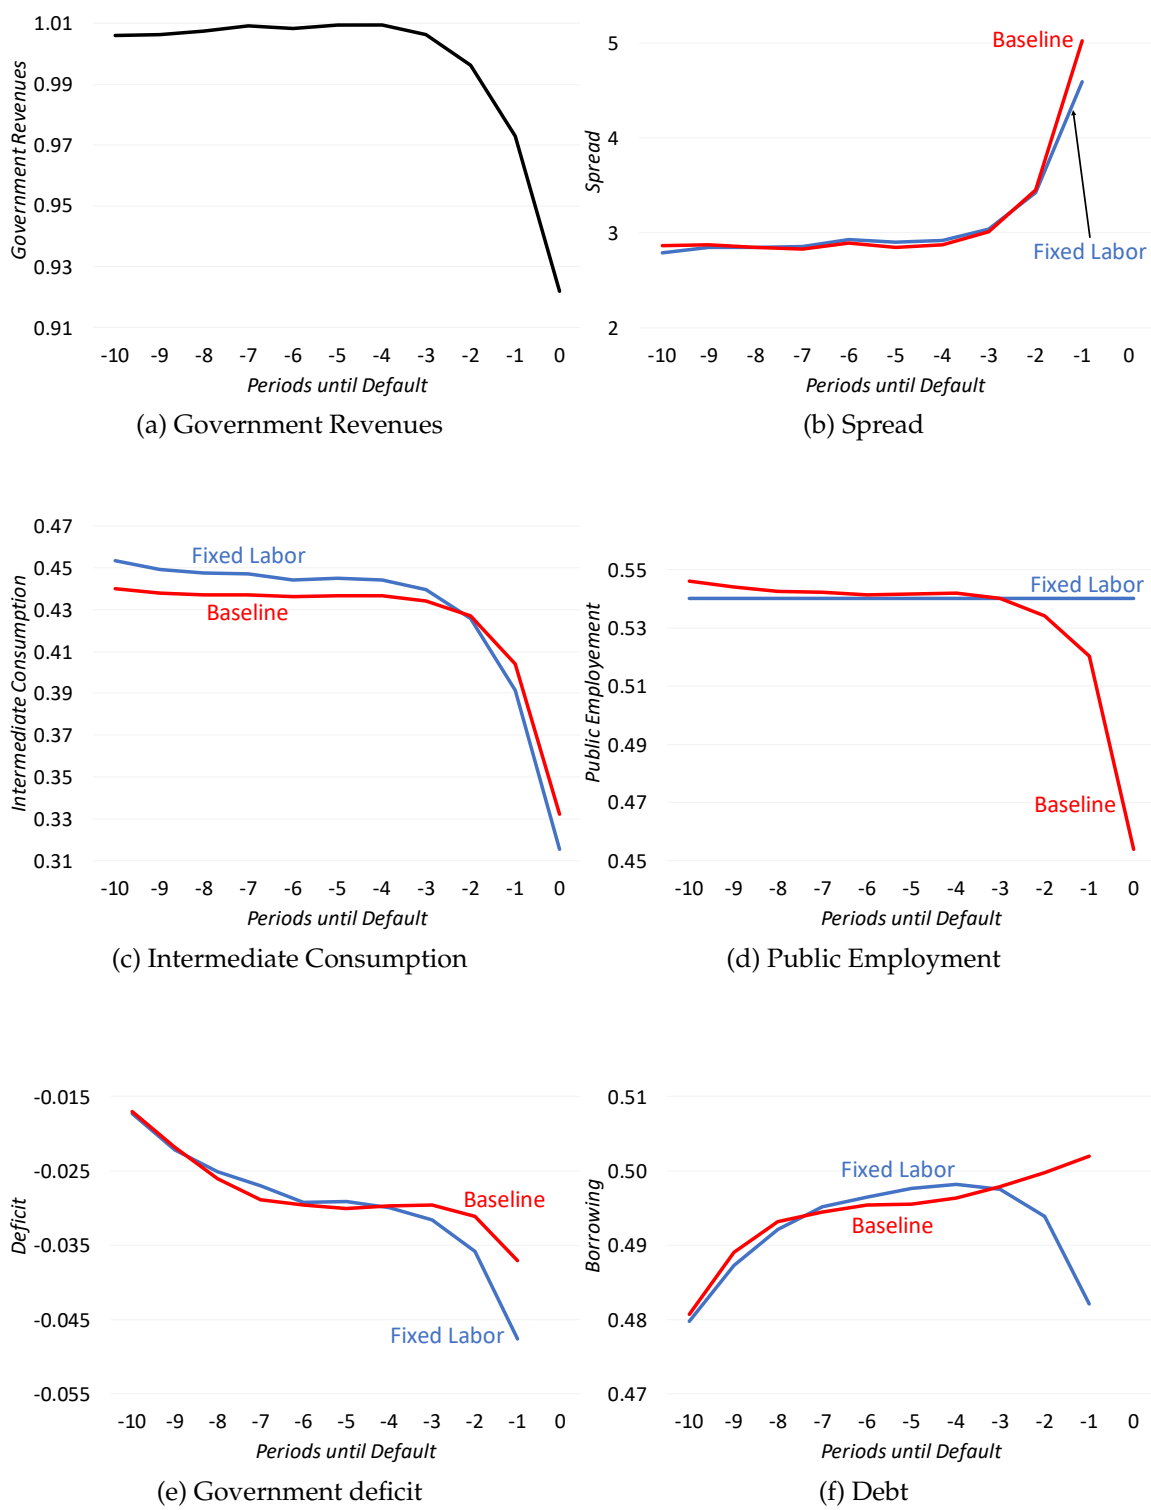 1.01
0.99
0.97
0.95
0.93
0.91
Government Revenues
-10 -9 -8 -7 -6 -5 -4 -3 -2 -1 0
Periods until Default
(a) Government Revenues
5
4
3
2
Spread
Baseline
Fixed Labor
-10 -9 -8 -7 -6 -5 -4 -3 -2 -1 0
Periods until Default
(b) Spread
0.47
0.45
0.43
0.41
0.39
0.37
0.35
0.33
0.31
Intermediate Consumption
Fixed Labor
Baseline
-10 -9 -8 -7 -6 -5 -4 -3 -2 -1 0
Periods until Default
(c) Intermediate Consumption
0.55
0.53
0.51
0.49
0.47
0.45
Public Employement
Fixed Labor
Baseline
-10 -9 -8 -7 -6 -5 -4 -3 -2 -1 0
Periods until Default
(d) Public Employment
-0.015
-0.025
-0.035
-0.045
-0.055
Deficit
Baseline
Fixed Labor
-10 -9 -8 -7 -6 -5 -4 -3 -2 -1 0
Periods until Default
(e) Government deficit
0.51
0.50
0.49
0.48
0.47
Borrowing
Fixed Labor
Baseline
-10 -9 -8 -7 -6 -5 -4 -3 -2 -1 0
Periods until Default
(f) Debt